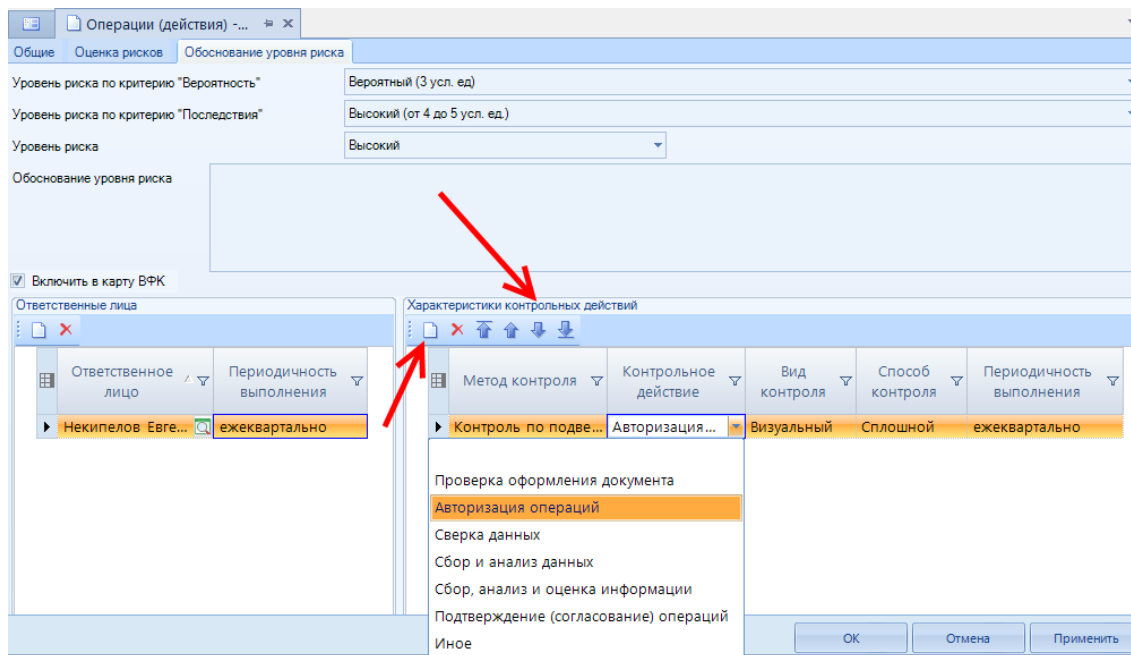 Операции (действия) -...
Общие Оценка рисков Обоснование уровня риска
Уровень риска по критерию "Вероятность" Вероятный (3 усл. ед)
Уровень риска по критерию "Последствия" Высокий (от 4 до 5 усл. ед.)
Уровень риска Высокий
Обоснование уровня риска
Включить в карту ВФК
Ответственные лица Характеристики контрольных действий
Ответственное лицо Периодичность выполнения Метод контроля Контрольное действие Вид контроля Способ контроля Периодичность выполнения
Некипелов Евге... ежеквартально Контроль по подве... Авторизация... Визуальный Сплошной ежеквартально
Проверка оформления документа
Авторизация операций
Сверка данных
Сбор и анализ данных
Сбор, анализ и оценка информации
Подтверждение (согласование) операций
Иное
ОК Отмена Применить